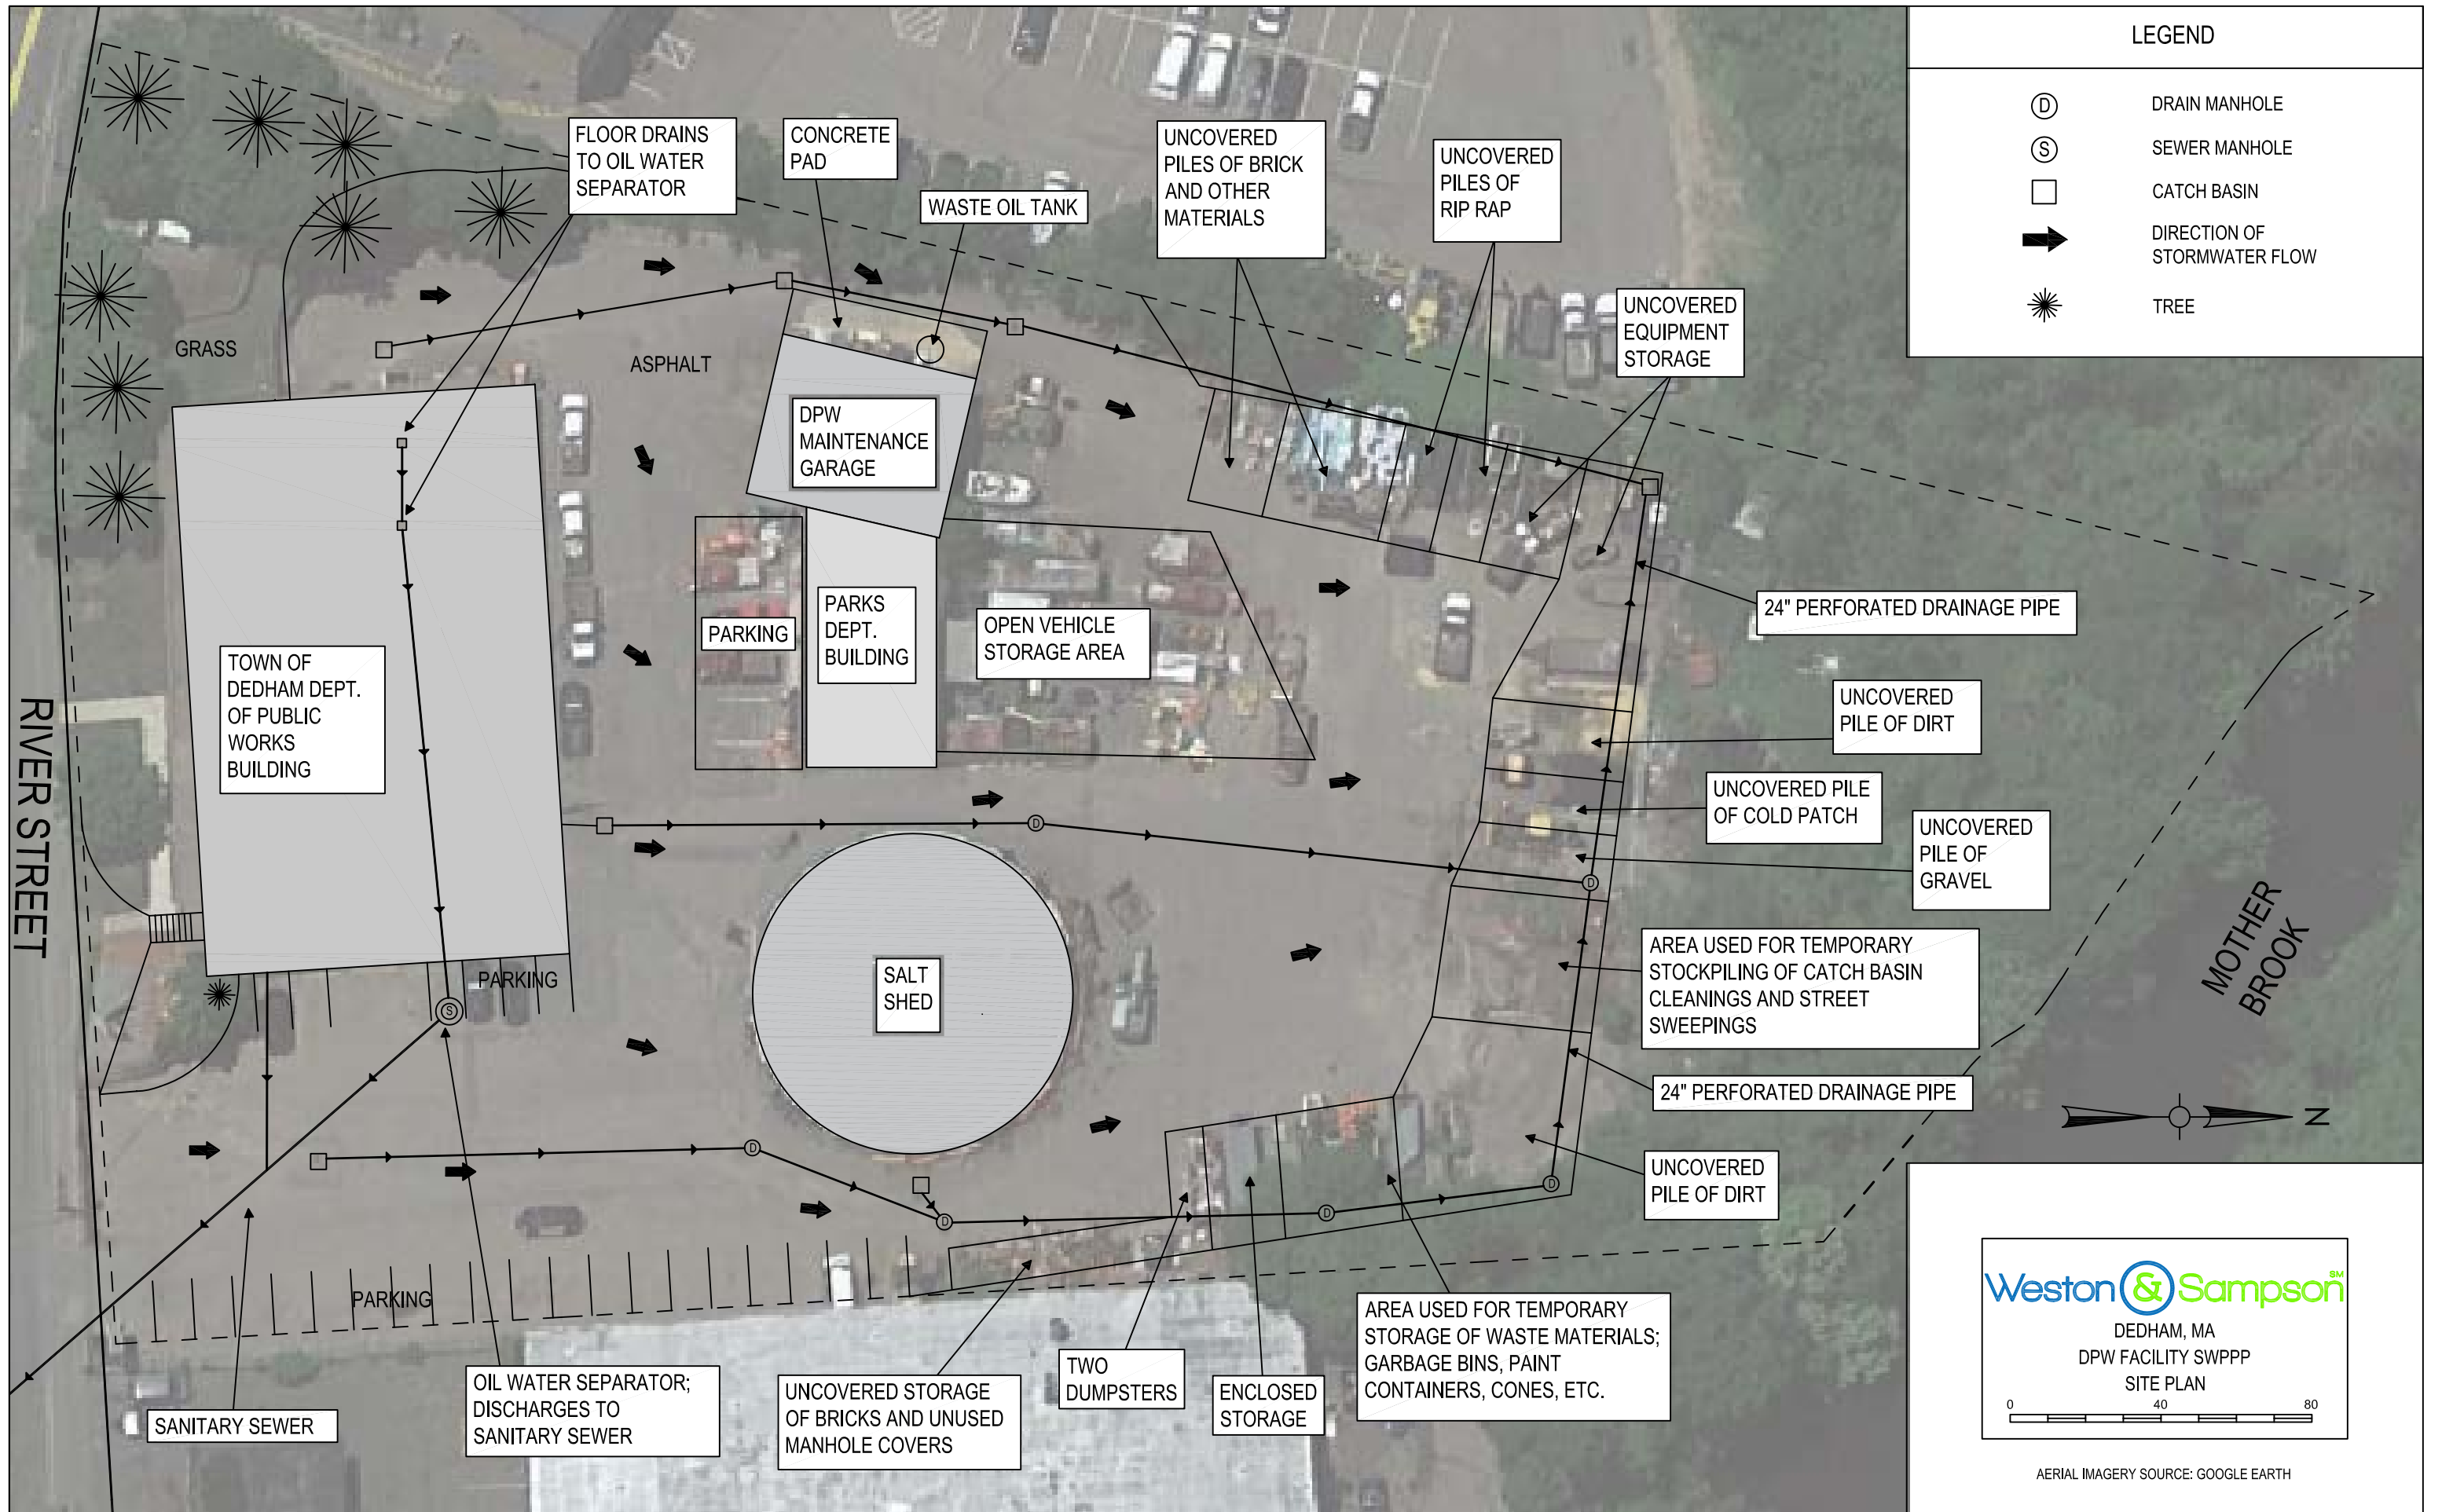 LEGEND
D
DRAIN MANHOLE
S
SEWER MANHOLE
CATCH BASIN
DIRECTION OF
STORMWATER FLOW
TREE
FLOOR DRAINS
TO OIL WATER
SEPARATOR
CONCRETE
PAD
WASTE OIL TANK
UNCOVERED
PILES OF BRICK
AND OTHER
MATERIALS
UNCOVERED
PILES OF
RIP RAP
UNCOVERED
EQUIPMENT
STORAGE
GRASS
ASPHALT
DPW
MAINTENANCE
GARAGE
PARKING
PARKS
DEPT.
BUILDING
OPEN VEHICLE
STORAGE AREA
24" PERFORATED DRAINAGE PIPE
TOWN OF
DEDHAM DEPT.
OF PUBLIC
WORKS
BUILDING
RIVER STREET
UNCOVERED
PILE OF DIRT
UNCOVERED PILE
OF COLD PATCH
UNCOVERED
PILE OF
GRAVEL
D
D
AREA USED FOR TEMPORARY
STOCKPILING OF CATCH BASIN
CLEANINGS AND STREET
SWEEPINGS
MOTHER
BROOK
PARKING
S
SALT
SHED
24" PERFORATED DRAINAGE PIPE
N
D
D
D
D
UNCOVERED
PILE OF DIRT
PARKING
SANITARY SEWER
OIL WATER SEPARATOR;
DISCHARGES TO
SANITARY SEWER
UNCOVERED STORAGE
OF BRICKS AND UNUSED
MANHOLE COVERS
TWO
DUMPSTERS
ENCLOSED
STORAGE
AREA USED FOR TEMPORARY
STORAGE OF WASTE MATERIALS;
GARBAGE BINS, PAINT
CONTAINERS, CONES, ETC.
Weston & Sampson SM
DEDHAM, MA
DPW FACILITY SWPPP
SITE PLAN
0 40 80
AERIAL IMAGERY SOURCE: GOOGLE EARTH